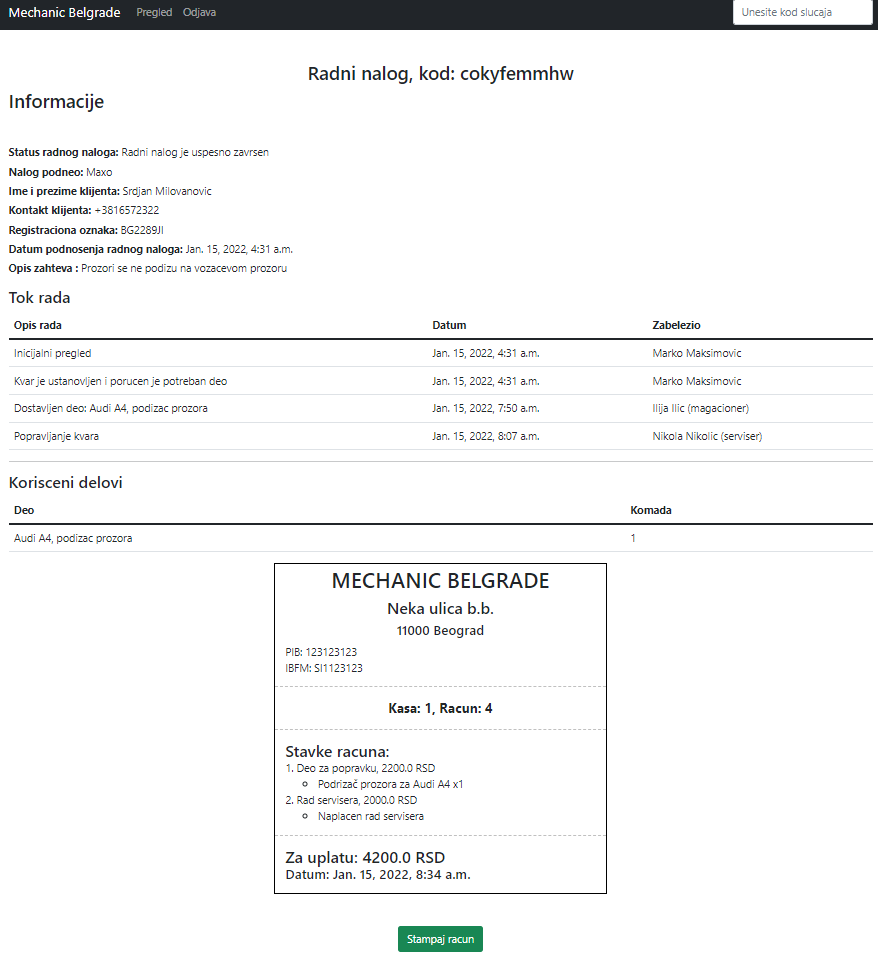 Mechanic Belgrade Pregled Odjava Unesite kod slucaja
Radni nalog, kod: cokyfemmhw
Informacije
Status radnog naloga: Radni nalog je uspesno zavrsen
Nalog podneo: Maxo
Ime i prezime klijenta: Srdjan Milovanovic
Kontakt klijenta: +3816572322
Registraciona oznaka: BG2289JI
Datum podnosenja radnog naloga: Jan. 15, 2022, 4:31 a.m.
Opis zahteva : Prozori se ne podizu na vozacevom prozoru
Tok rada
Opis rada Datum Zabelezio
Inicijalni pregled Jan. 15, 2022, 4:31 a.m. Marko Maksimovic
Kvar je ustanovljen i porucen je potreban deo Jan. 15, 2022, 4:31 a.m. Marko Maksimovic
Dostavljen deo: Audi A4, podizac prozora Jan. 15, 2022, 7:50 a.m. Ilija Ilic (magacioner)
Popravljanje kvara Jan. 15, 2022, 8:07 a.m. Nikola Nikolic (serviser)
Korisceni delovi
Deo Komada
Audi A4, podizac prozora 1
MECHANIC BELGRADE
Neka ulica b.b.
11000 Beograd
PIB: 123123123
IBFM: SI1123123
Kasa: 1, Racun: 4
Stavke racuna:
1. Deo za popravku, 2200.0 RSD
Podrizač prozora za Audi A4 x1
2. Rad servisera, 2000.0 RSD
Naplacen rad servisera
Za uplatu: 4200.0 RSD
Datum: Jan. 15, 2022, 8:34 a.m.
Stampaj racun